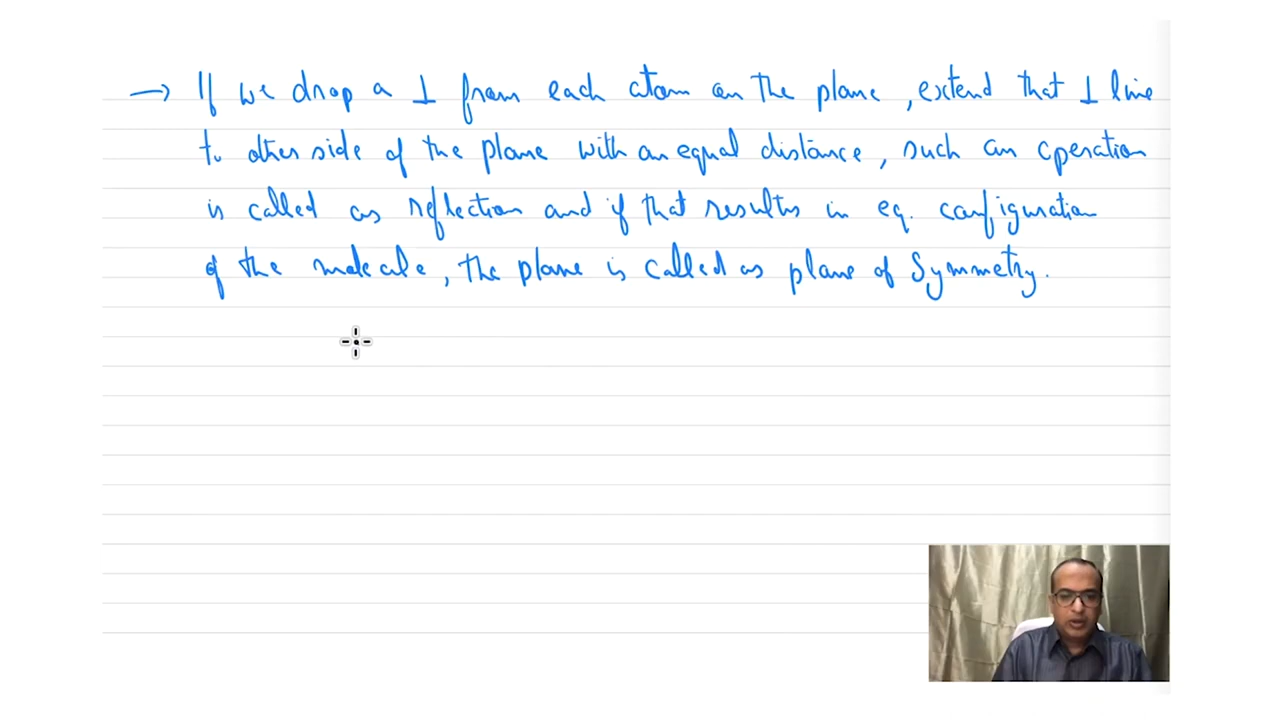 → If we drop a ⊥ from each atom on the plane, extend that ⊥ line
to other side of the plane with an equal distance, such an operation
is called as reflection and if that results in eq. configuration
of the molecule, the plane is called as plane of Symmetry.